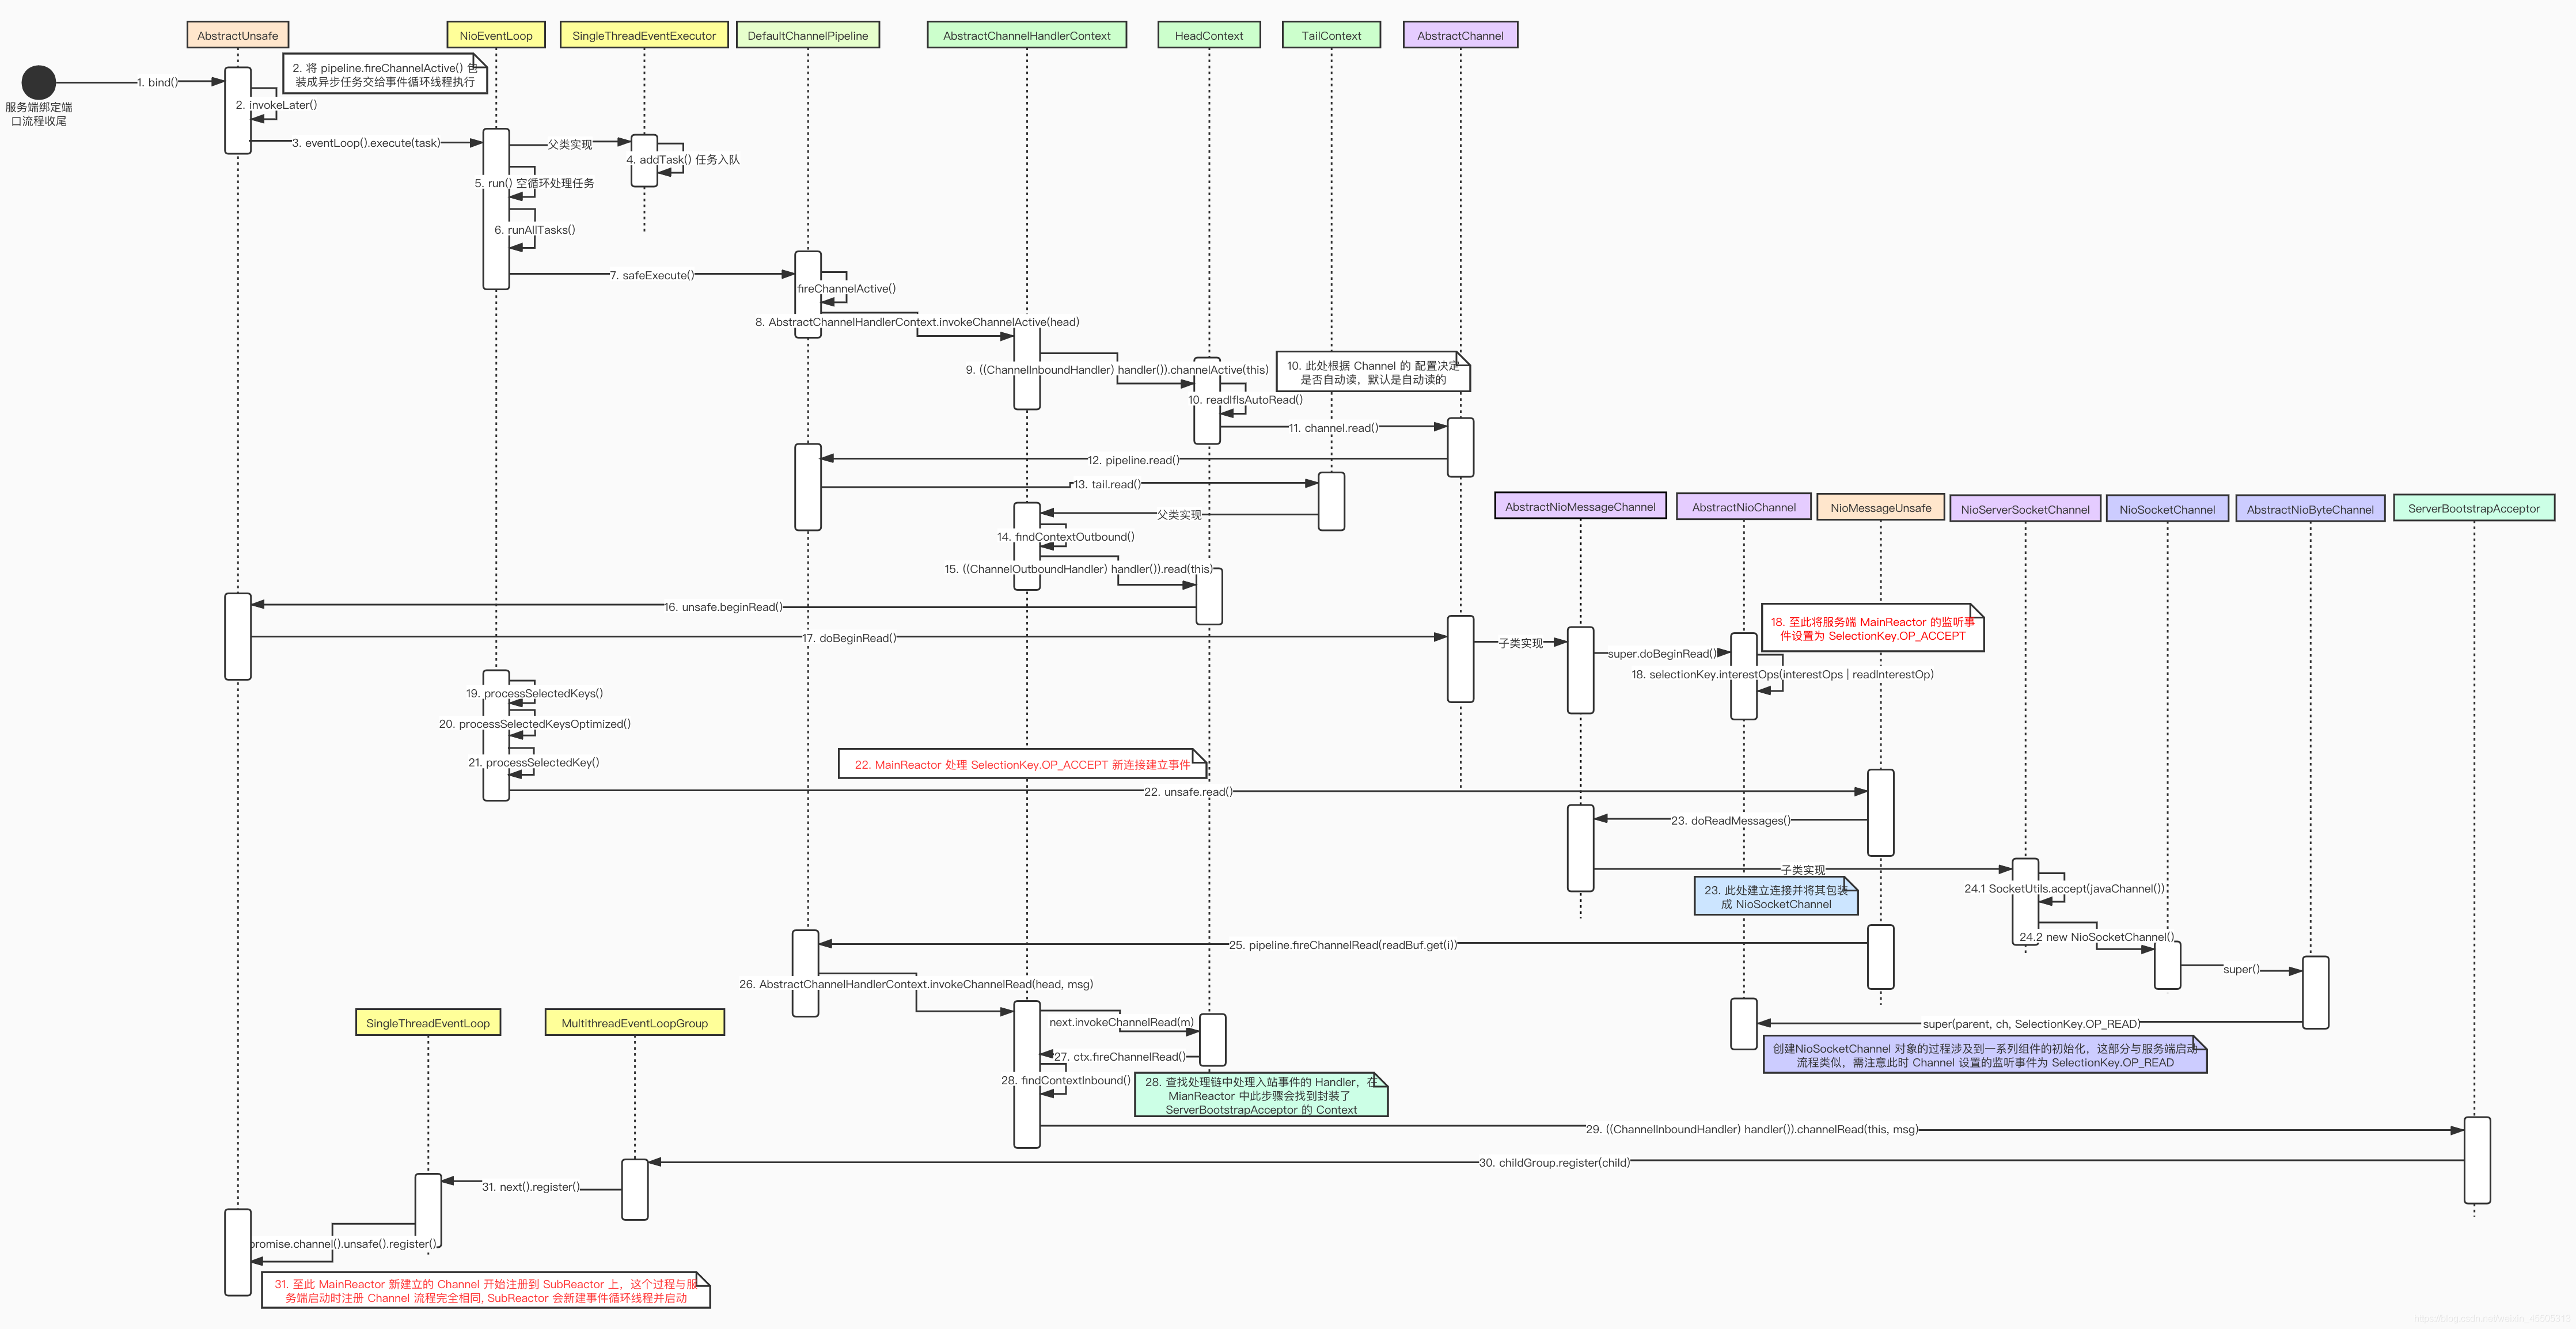 AbstractUnsafe
NioEventLoop
SingleThreadEventExecutor
DefaultChannelPipeline
AbstractChannelHandlerContext
HeadContext
TailContext
AbstractChannel
服务端绑定端
口流程收尾
1. bind()
2. 将 pipeline.fireChannelActive() 包
装成异步任务交给事件循环线程执行
2. invokeLater()
3. eventLoop().execute(task)
父类实现
4. addTask() 任务入队
5. run() 空循环处理任务
6. runAllTasks()
7. safeExecute()
fireChannelActive()
8. AbstractChannelHandlerContext.invokeChannelActive(head)
9. ((ChannelInboundHandler) handler()).channelActive(this)
10. 此处根据 Channel 的 配置决定
是否自动读，默认是自动读的
10. readIfIsAutoRead()
11. channel.read()
12. pipeline.read()
13. tail.read()
父类实现
14. findContextOutbound()
15. ((ChannelOutboundHandler) handler()).read(this)
AbstractNioMessageChannel
AbstractNioChannel
NioMessageUnsafe
NioServerSocketChannel
NioSocketChannel
AbstractNioByteChannel
ServerBootstrapAcceptor
16. unsafe.beginRead()
17. doBeginRead()
子类实现
super.doBeginRead()
18. 至此将服务端 MainReactor 的监听事
件设置为 SelectionKey.OP_ACCEPT
18. selectionKey.interestOps(interestOps | readInterestOp)
19. processSelectedKeys()
20. processSelectedKeysOptimized()
21. processSelectedKey()
22. MainReactor 处理 SelectionKey.OP_ACCEPT 新连接建立事件
22. unsafe.read()
23. doReadMessages()
子类实现
23. 此处建立连接并将其包装
成 NioSocketChannel
24.1 SocketUtils.accept(javaChannel())
24.2 new NioSocketChannel()
25. pipeline.fireChannelRead(readBuf.get(i))
super()
26. AbstractChannelHandlerContext.invokeChannelRead(head, msg)
next.invokeChannelRead(m)
super(parent, ch, SelectionKey.OP_READ)
创建NioSocketChannel 对象的过程涉及到一系列组件的初始化，这部分与服务端启动
流程类似，需注意此时 Channel 设置的监听事件为 SelectionKey.OP_READ
27. ctx.fireChannelRead()
28. findContextInbound()
28. 查找处理链中处理入站事件的 Handler，在
MianReactor 中此步骤会找到封装了
ServerBootstrapAcceptor 的 Context
SingleThreadEventLoop
MultithreadEventLoopGroup
29. ((ChannelInboundHandler) handler()).channelRead(this, msg)
30. childGroup.register(child)
31. next().register()
promise.channel().unsafe().register()
31. 至此 MainReactor 新建立的 Channel 开始注册到 SubReactor 上，这个过程与服
务端启动时注册 Channel 流程完全相同, SubReactor 会新建事件循环线程并启动